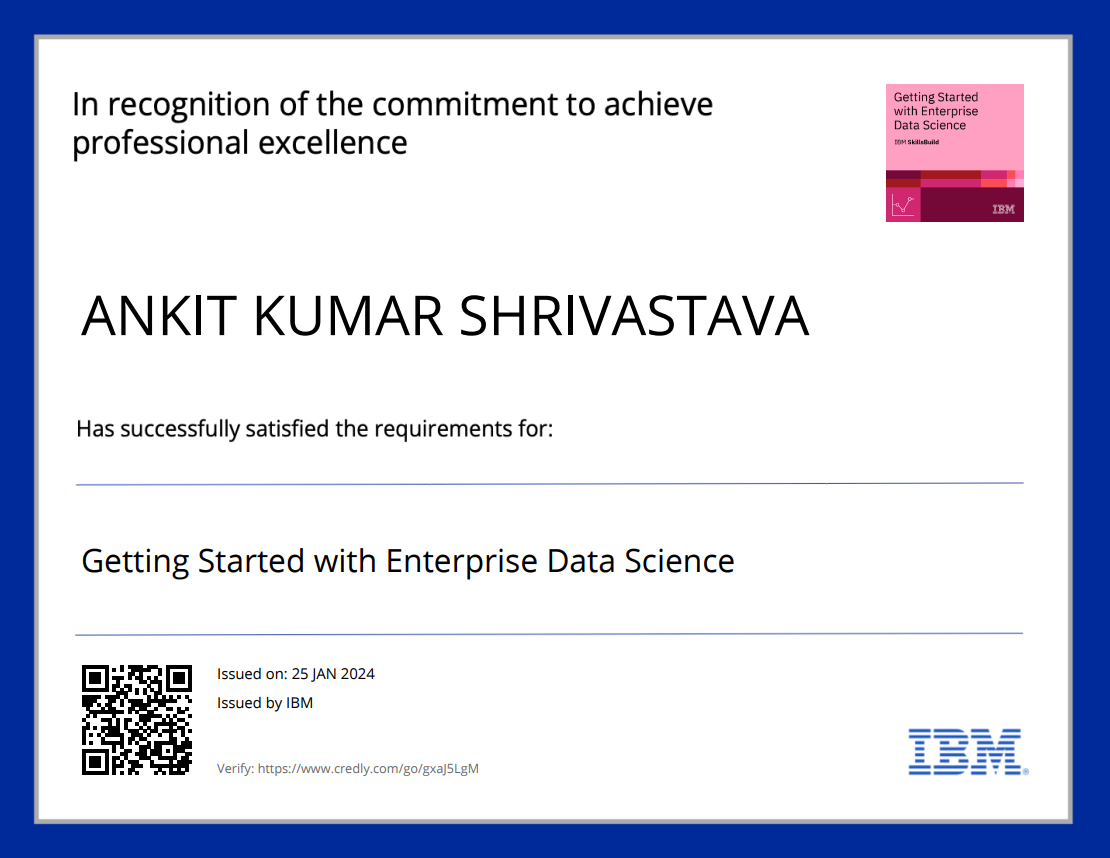 In recognition of the commitment to achieve
professional excellence
Getting Started
with Enterprise
Data Science
IBM SkillsBuild
IBM
ANKIT KUMAR SHRIVASTAVA
Has successfully satisfied the requirements for:
Getting Started with Enterprise Data Science
Issued on: 25 JAN 2024
Issued by IBM
Verify: https://www.credly.com/go/gxaJ5LgM
IBM®